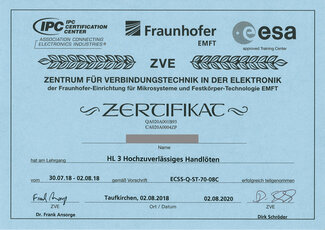 IPC
IPC
CERTIFICATION
CENTER
ASSOCIATION CONNECTING
ELECTRONICS INDUSTRIES®
Fraunhofer
EMFT
esa
approved Training Center
ZVE
ZENTRUM FÜR VERBINDUNGSTECHNIK IN DER ELEKTRONIK
der Fraunhofer-Einrichtung für Mikrosysteme und Festkörper-Technologie EMFT
ZERTIFIKAT
hat am Lehrgang HL 3 Hochzuverlässiges Handlöten
vom 30.07.18 - 02.08.18 gemäß Vorschrift ECSS-Q-ST-70-08C erfolgreich teilgenommen
Taufkirchen, 02.08.2018 02.08.2020
ZVE Ort / Datum ZVE
Dr. Frank Ansorge Dirk Schröder